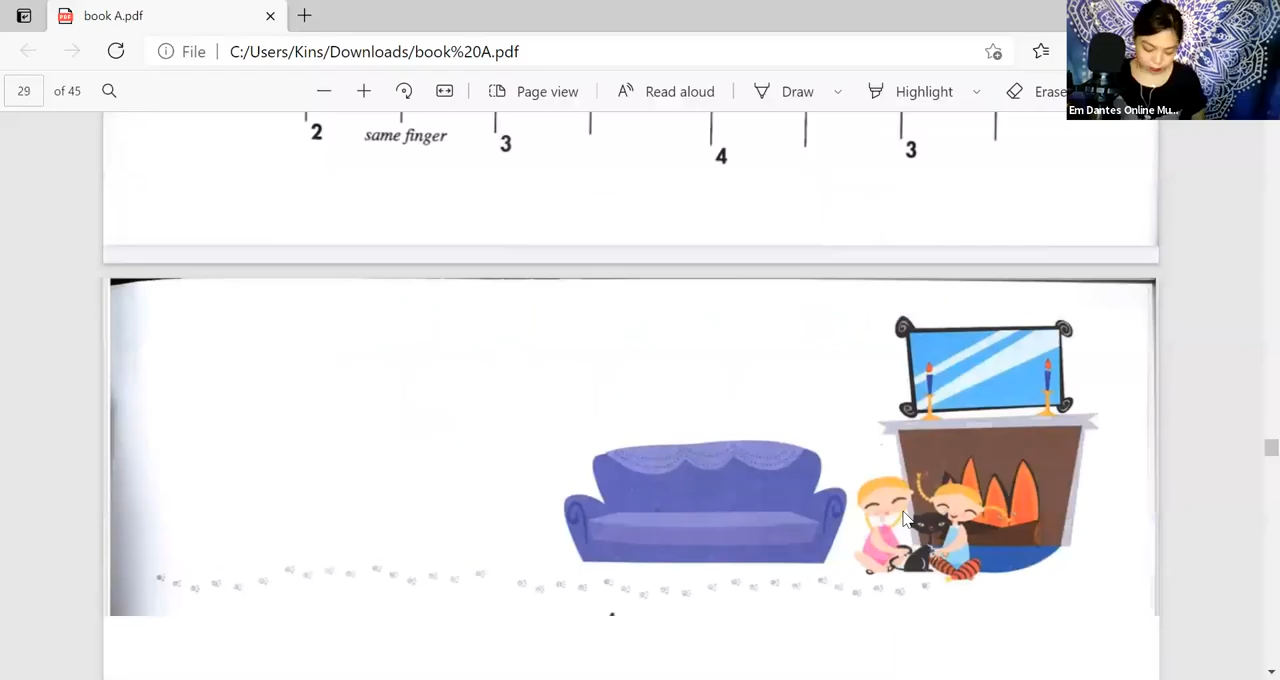 book A.pdf
File
C:/Users/Kins/Downloads/book%20A.pdf
29 of 45
Page view
Read aloud
Draw
Highlight
Erase
Em Dantes Online Mu...
2 same finger 3 4 3